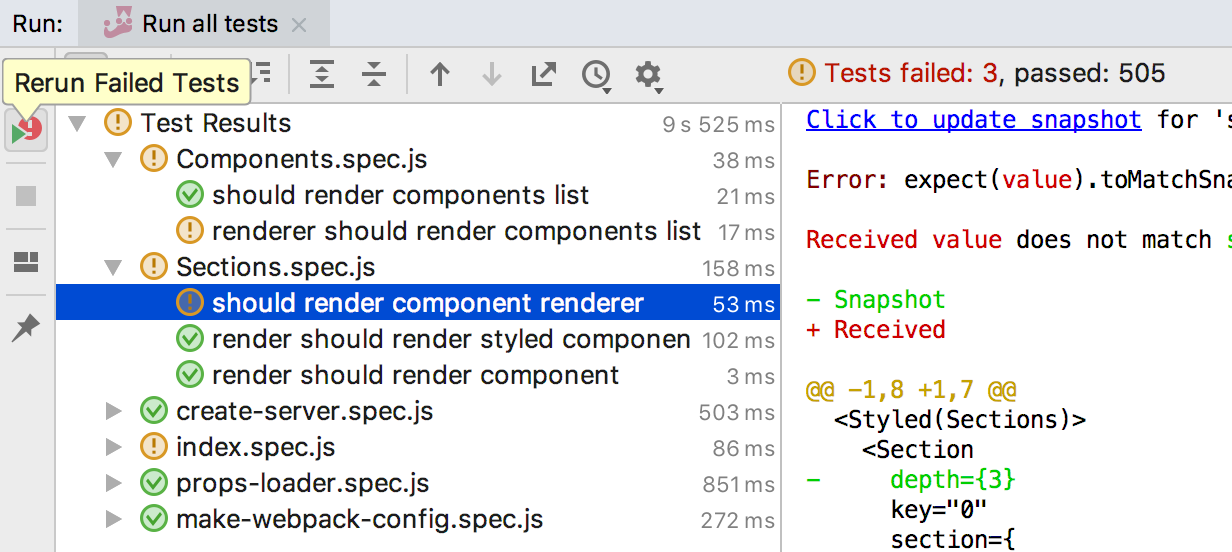 Run: Run all tests
Rerun Failed Tests
Tests failed: 3, passed: 505
Test Results 9 s 525 ms
Components.spec.js 38 ms
should render components list 21 ms
renderer should render components list 17 ms
Sections.spec.js 158 ms
should render component renderer 53 ms
render should render styled componen 102 ms
render should render component 3 ms
create-server.spec.js 503 ms
index.spec.js 86 ms
props-loader.spec.js 851 ms
make-webpack-config.spec.js 272 ms
Click to update snapshot for 's
Error: expect(value).toMatchSna
Received value does not match s
- Snapshot
+ Received
@@ -1,8 +1,7 @@
<Styled(Sections)>
<Section
- depth={3}
key="0"
section={